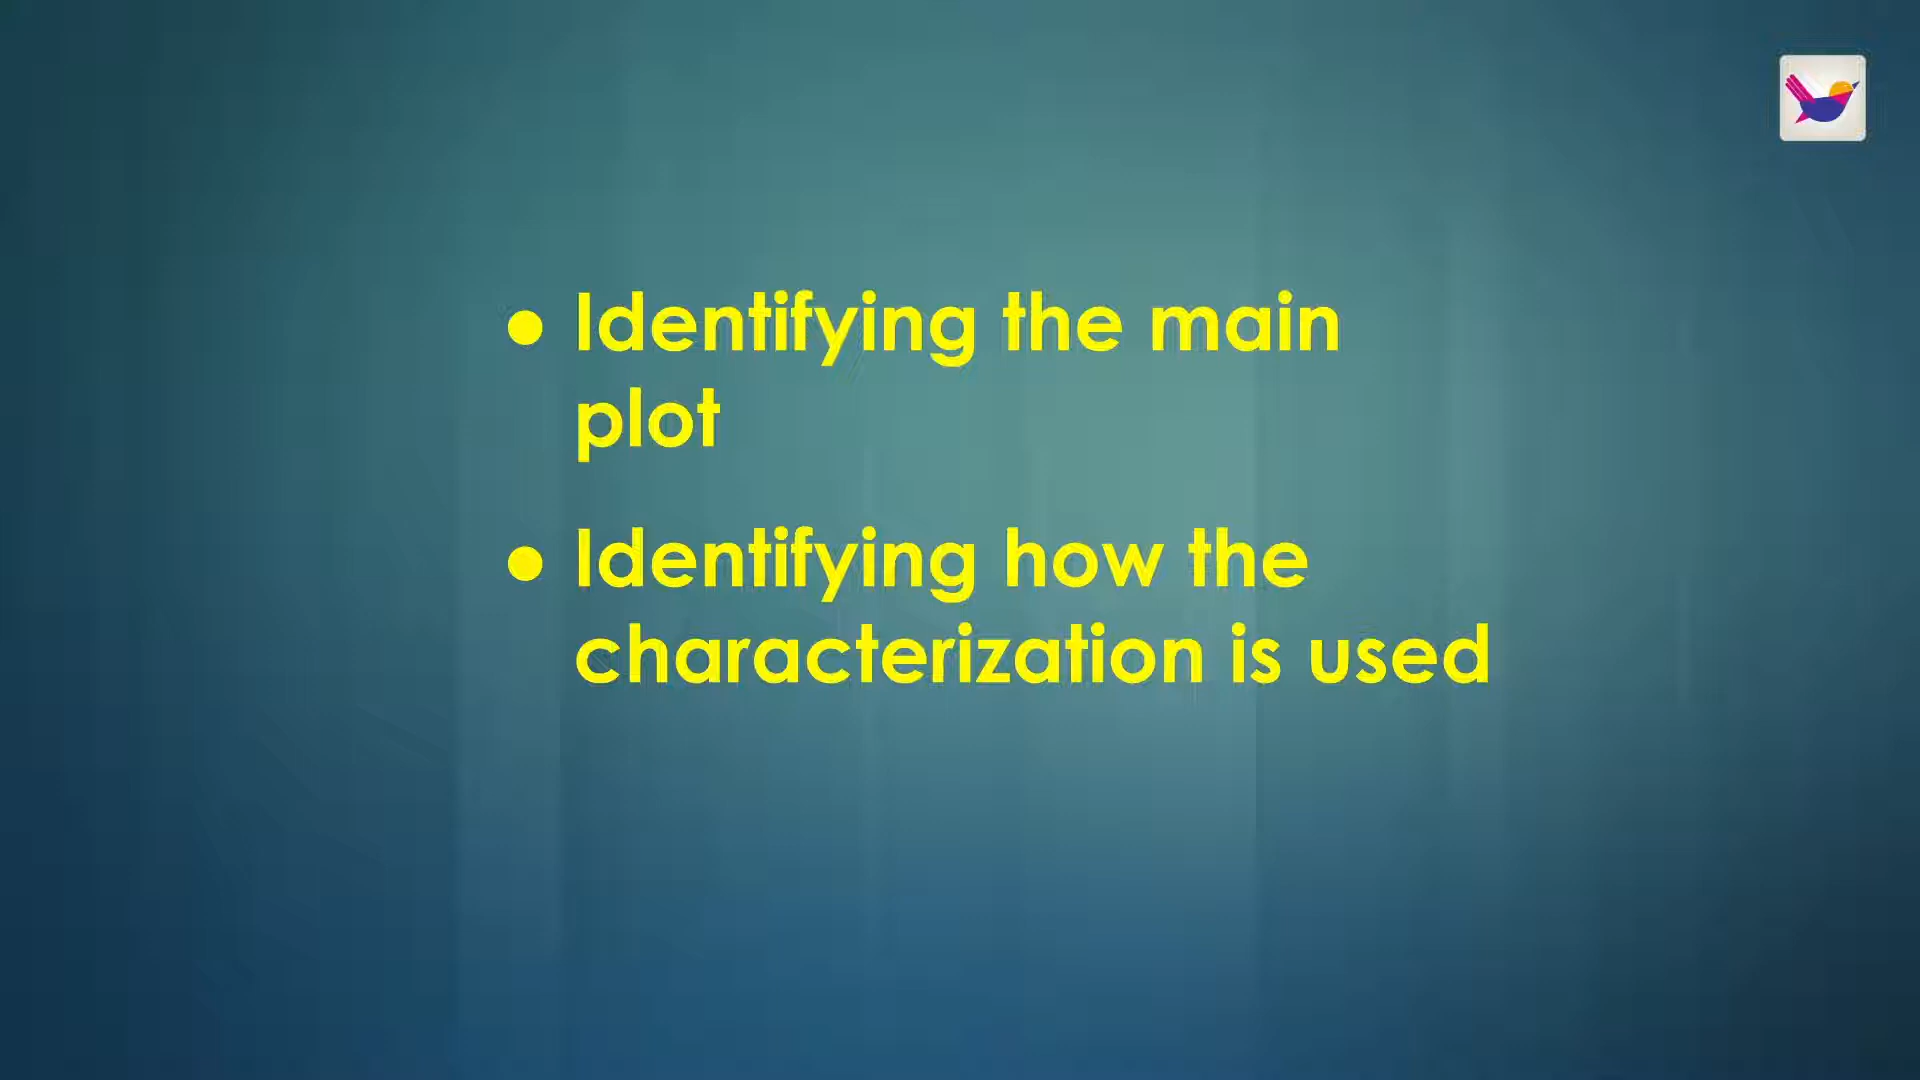 ● Identifying the main
plot
● Identifying how the
characterization is used